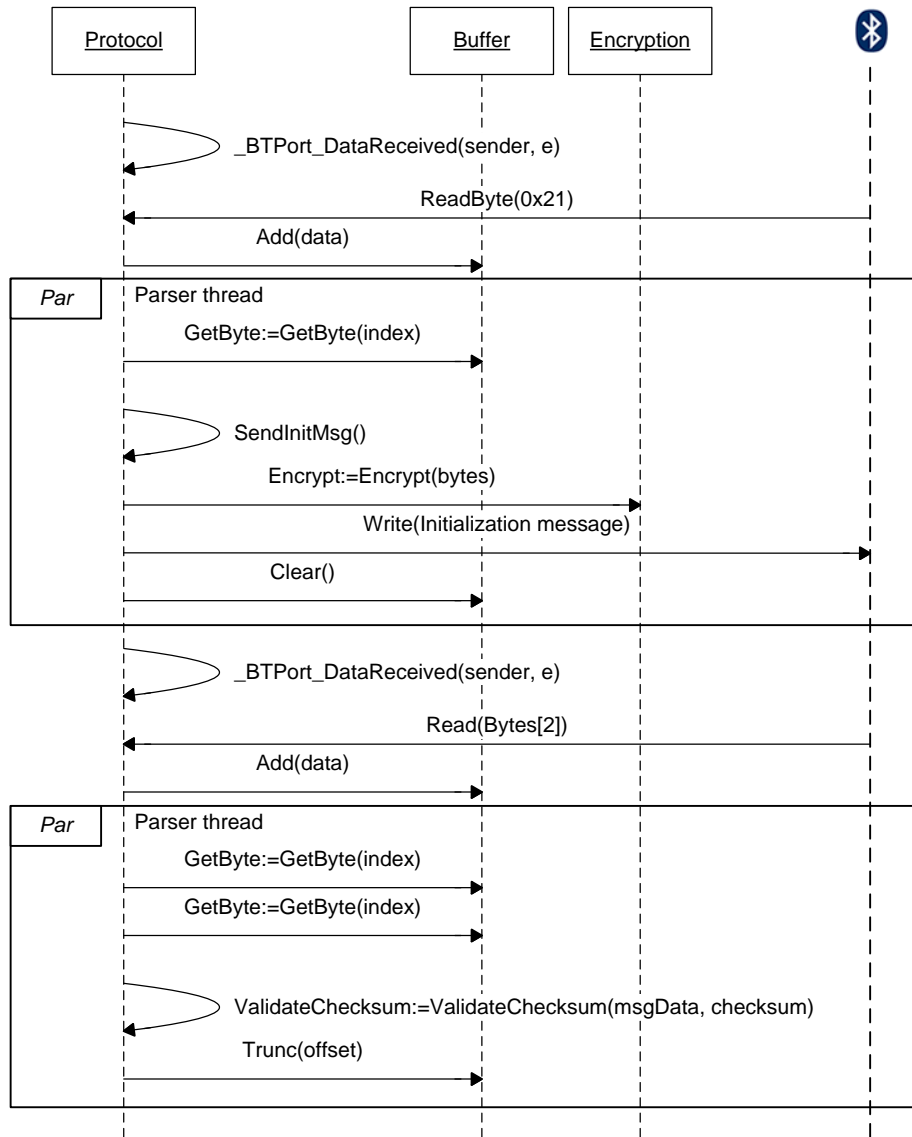 Protocol
Buffer
Encryption
_BTPort_DataReceived(sender, e)
ReadByte(0x21)
Add(data)
Par
Parser thread
GetByte:=GetByte(index)
SendInitMsg()
Encrypt:=Encrypt(bytes)
Write(Initialization message)
Clear()
_BTPort_DataReceived(sender, e)
Read(Bytes[2])
Add(data)
Par
Parser thread
GetByte:=GetByte(index)
GetByte:=GetByte(index)
ValidateChecksum:=ValidateChecksum(msgData, checksum)
Trunc(offset)